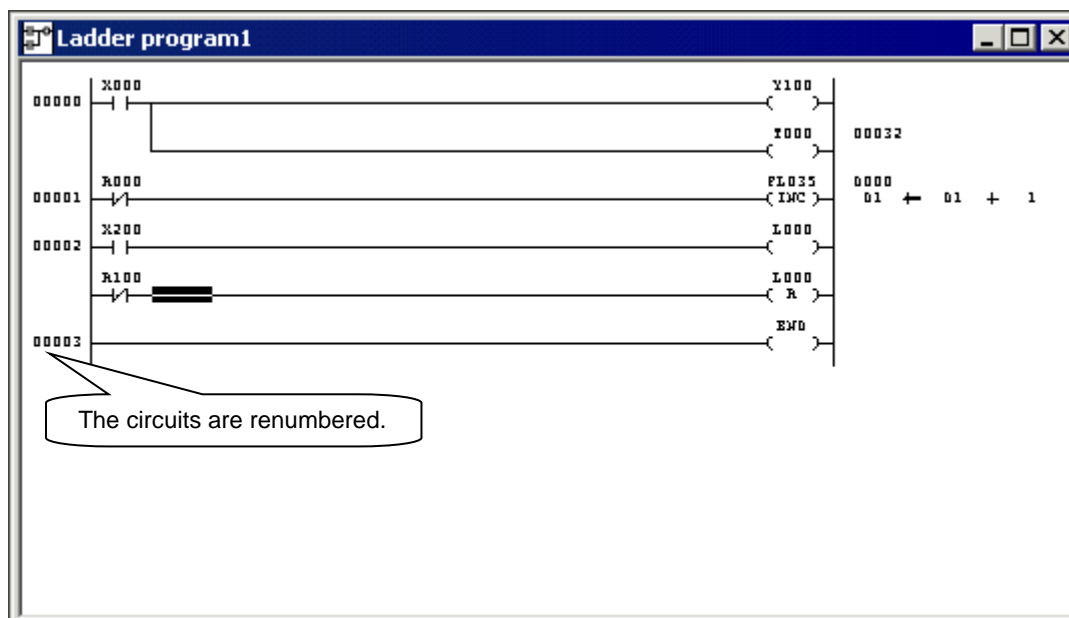 Ladder program1
X000 Y100
00000
T000 00032
R000 FL035 0000
00001 INC D1 ← D1 + 1
X200 L000
00002
R100 L000
R
END
00003
The circuits are renumbered.